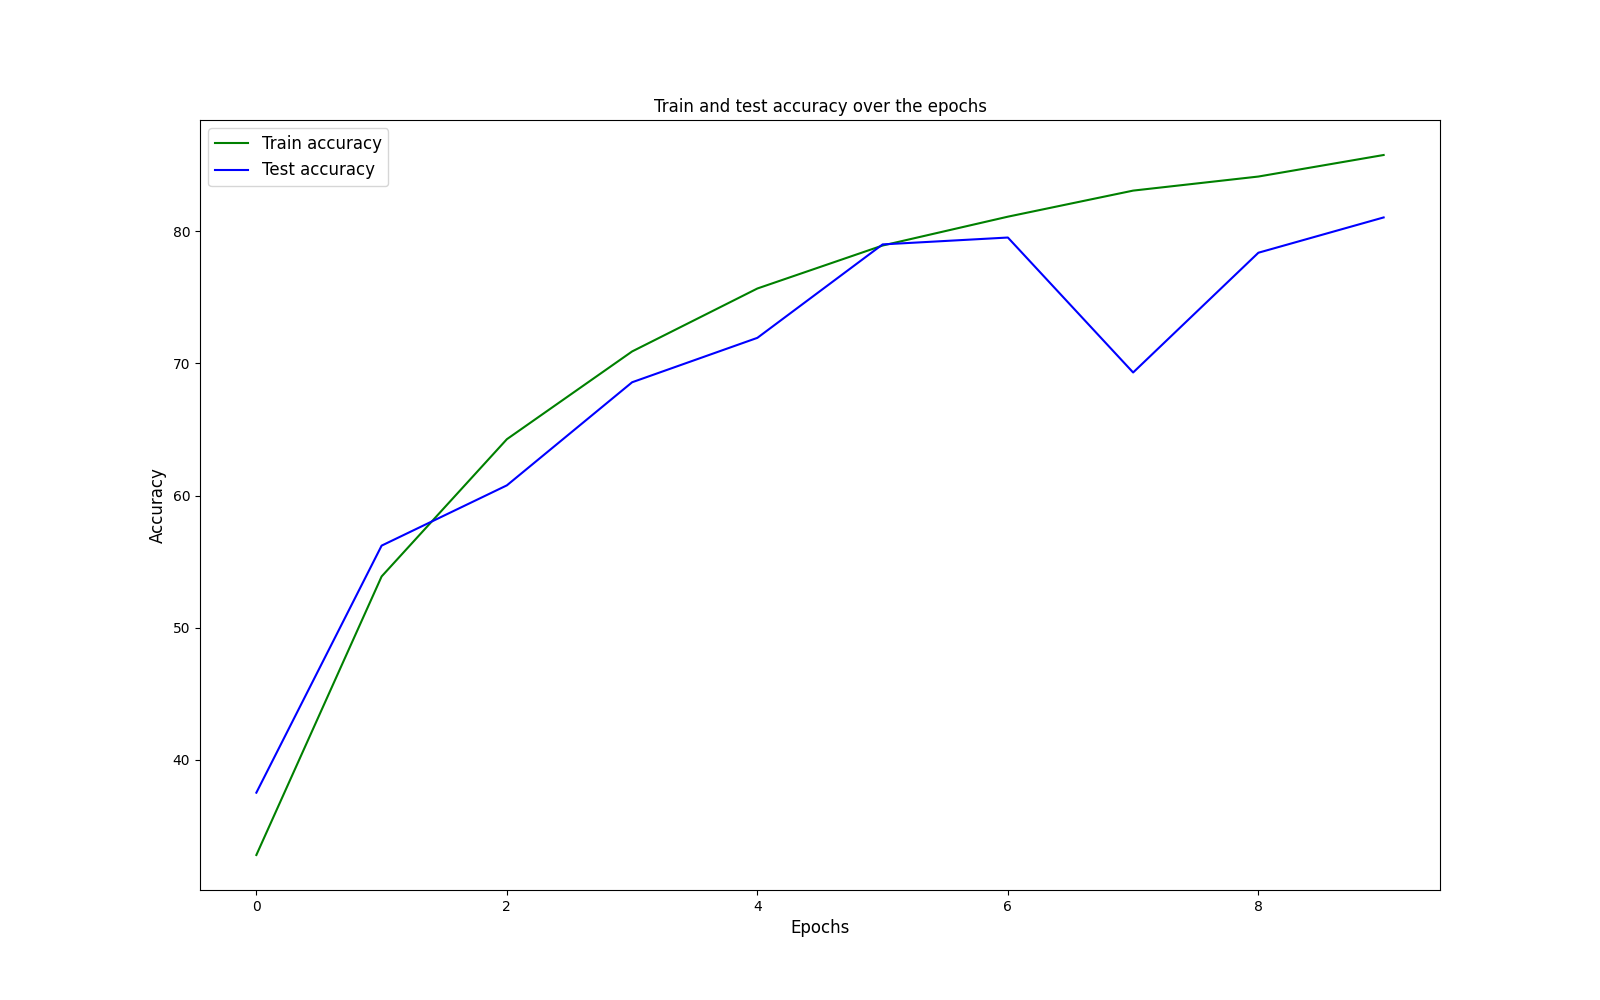 Train and test accuracy over the epochs
Train accuracy
Test accuracy
80
70
60
50
40
Accuracy
0 2 4 6 8
Epochs